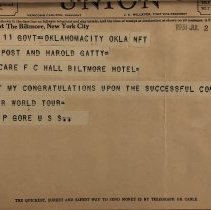 UNION
the Biltmore, New York City
11 GOVT=OKLAHOMACITY OKLA NFT
POST AND HAROLD GATTY=
CARE F C HALL BILTMORE HOTEL=
MY CONGRATULATIONS UPON THE SUCCESSFUL
WORLD TOUR=
P GORE U S S
THE QUICKEST, SUREST AND SAFEST WAY TO SEND MONEY IS BY TELEGRAPH OR CABLE